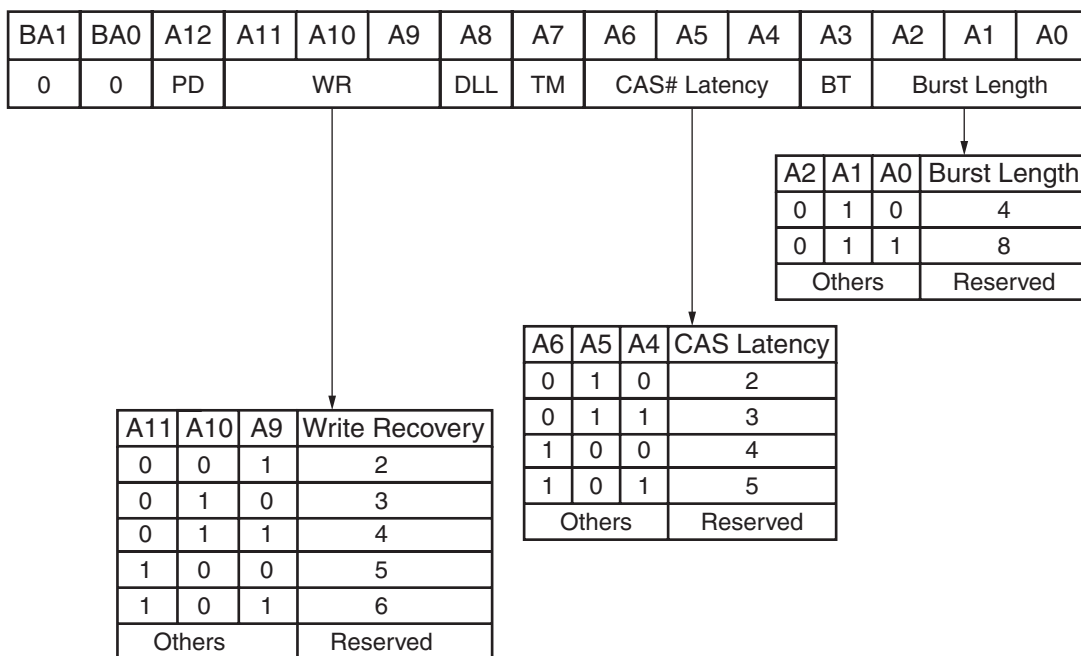 BA1 BA0 A12 A11 A10 A9 A8 A7 A6 A5 A4 A3 A2 A1 A0
0 0 PD WR DLL TM CAS# Latency BT Burst Length
A2 A1 A0 Burst Length
0 1 0 4
0 1 1 8
Others Reserved
A6 A5 A4 CAS Latency
0 1 0 2
0 1 1 3
1 0 0 4
1 0 1 5
Others Reserved
A11 A10 A9 Write Recovery
0 0 1 2
0 1 0 3
0 1 1 4
1 0 0 5
1 0 1 6
Others Reserved